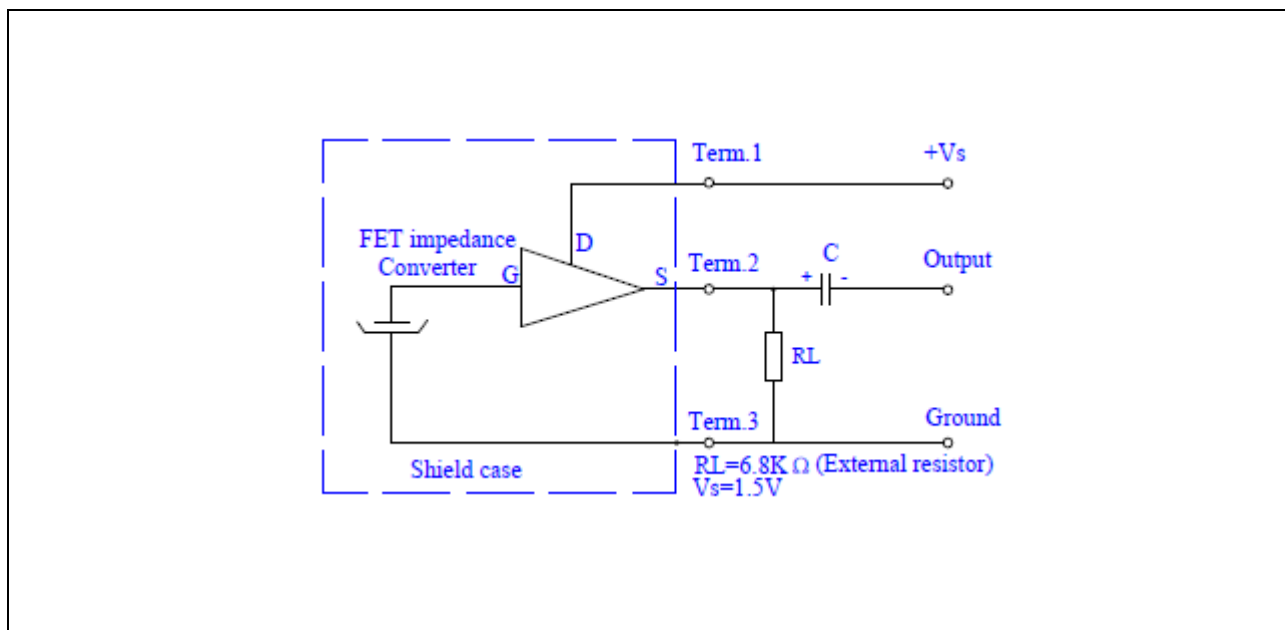 Term.1
+Vs
FET impedance
Converter
D
G
S
Term.2
C
+
-
Output
RL
Term.3
Ground
Shield case
RL=6.8K Ω (External resistor)
Vs=1.5V